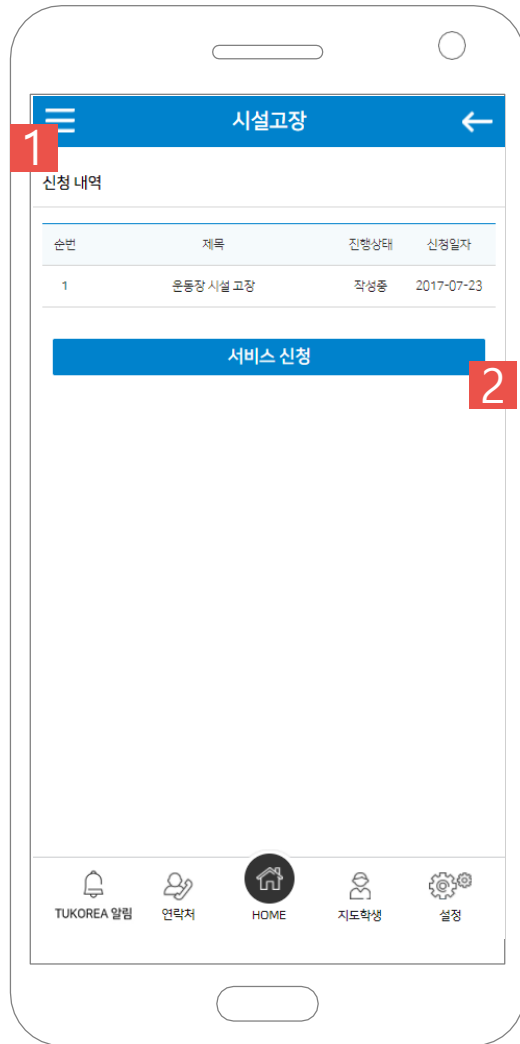 시설고장
1
신청 내역
순번 제목 진행상태 신청일자
1 운동장 시설 고장 작성중 2017-07-23
서비스 신청
2
TUKOREA 알림 연락처 HOME 지도학생 설정